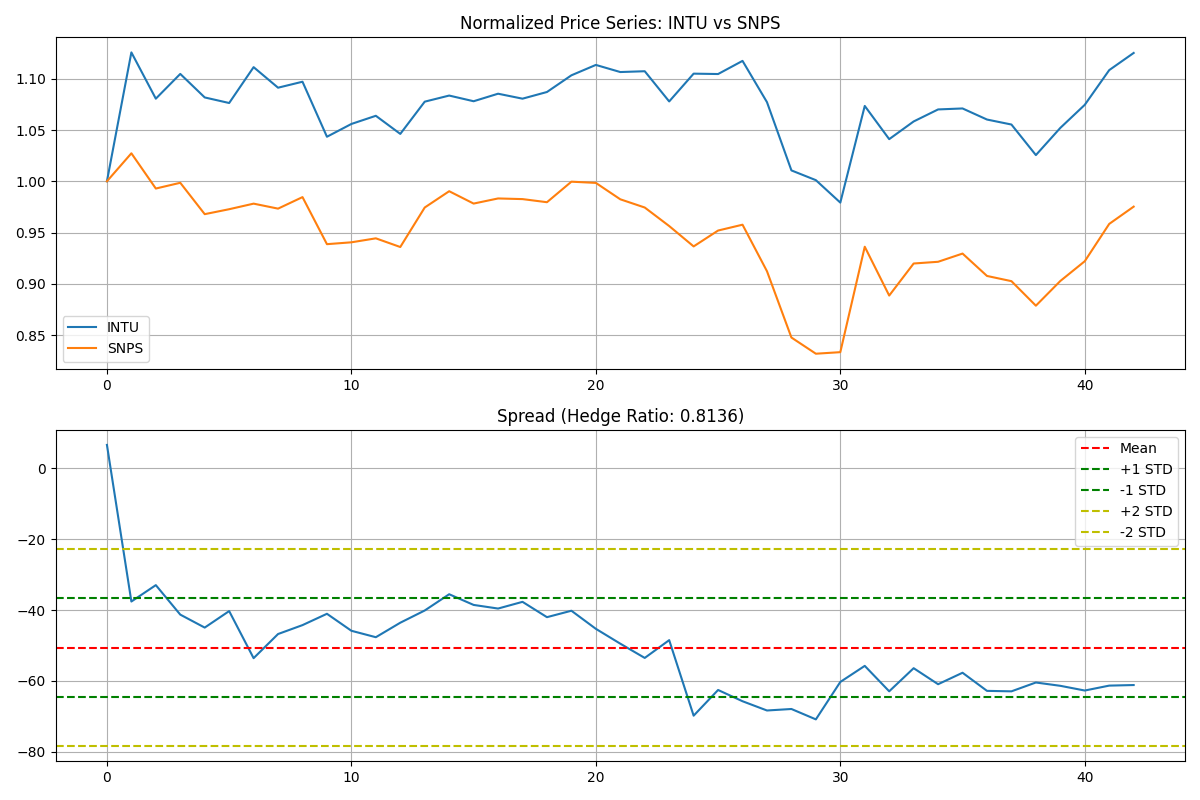 Normalized Price Series: INTU vs SNPS
1.10
1.05
1.00
0.95
0.90
0.85
INTU
SNPS
0 10 20 30 40
Spread (Hedge Ratio: 0.8136)
0
−20
−40
−60
−80
Mean
+1 STD
-1 STD
+2 STD
-2 STD
0 10 20 30 40